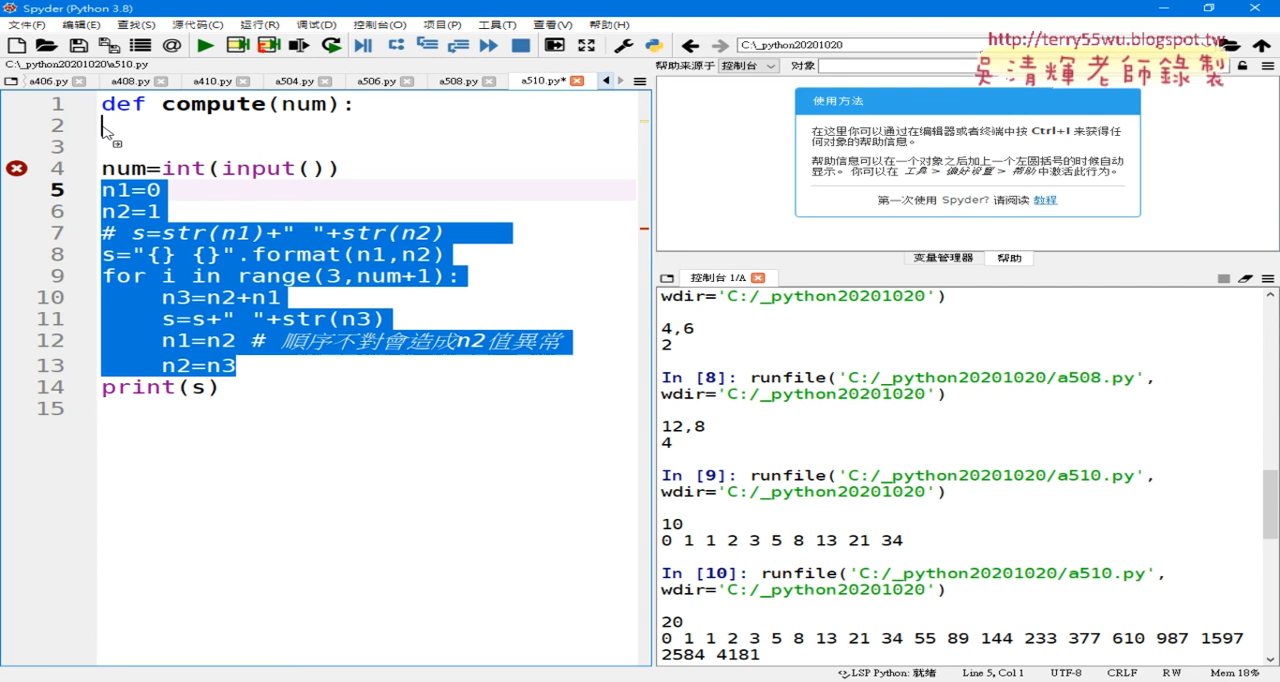 Spyder (Python 3.8)
文件(F) 编辑(E) 查找(S) 源代码(C) 运行(R) 调试(D) 控制台(O) 项目(P) 工具(T) 查看(V) 帮助(H)
C:\_python20201020
http://terry55wu.blogspot.tw
吳清輝老師錄製
C:\_python20201020\a510.py
帮助来源于 控制台 对象
a406.py a408.py a410.py a504.py a506.py a508.py a510.py*
1 def compute(num):
2
3
4 num=int(input())
5 n1=0
6 n2=1
7 # s=str(n1)+" "+str(n2)
8 s="{} {}".format(n1,n2)
9 for i in range(3,num+1):
10 n3=n2+n1
11 s=s+" "+str(n3)
12 n1=n2 # 順序不對會造成n2值異常
13 n2=n3
14 print(s)
15
使用方法
在这里你可以通过在编辑器或者终端中按 Ctrl+I 来获得任
何对象的帮助信息。
帮助信息可以在一个对象之后加上一个左圆括号的时候自动
显示。 你可以在 工具 > 偏好设置 > 帮助 中激活此行为。
第一次使用 Spyder? 请阅读 教程
变量管理器 帮助
控制台 1/A
wdir='C:/_python20201020')
4,6
2
In [8]: runfile('C:/_python20201020/a508.py',
wdir='C:/_python20201020')
12,8
4
In [9]: runfile('C:/_python20201020/a510.py',
wdir='C:/_python20201020')
10
0 1 1 2 3 5 8 13 21 34
In [10]: runfile('C:/_python20201020/a510.py',
wdir='C:/_python20201020')
20
0 1 1 2 3 5 8 13 21 34 55 89 144 233 377 610 987 1597
2584 4181
LSP Python: 就绪 Line 5, Col 1 UTF-8 CRLF RW Mem 18%